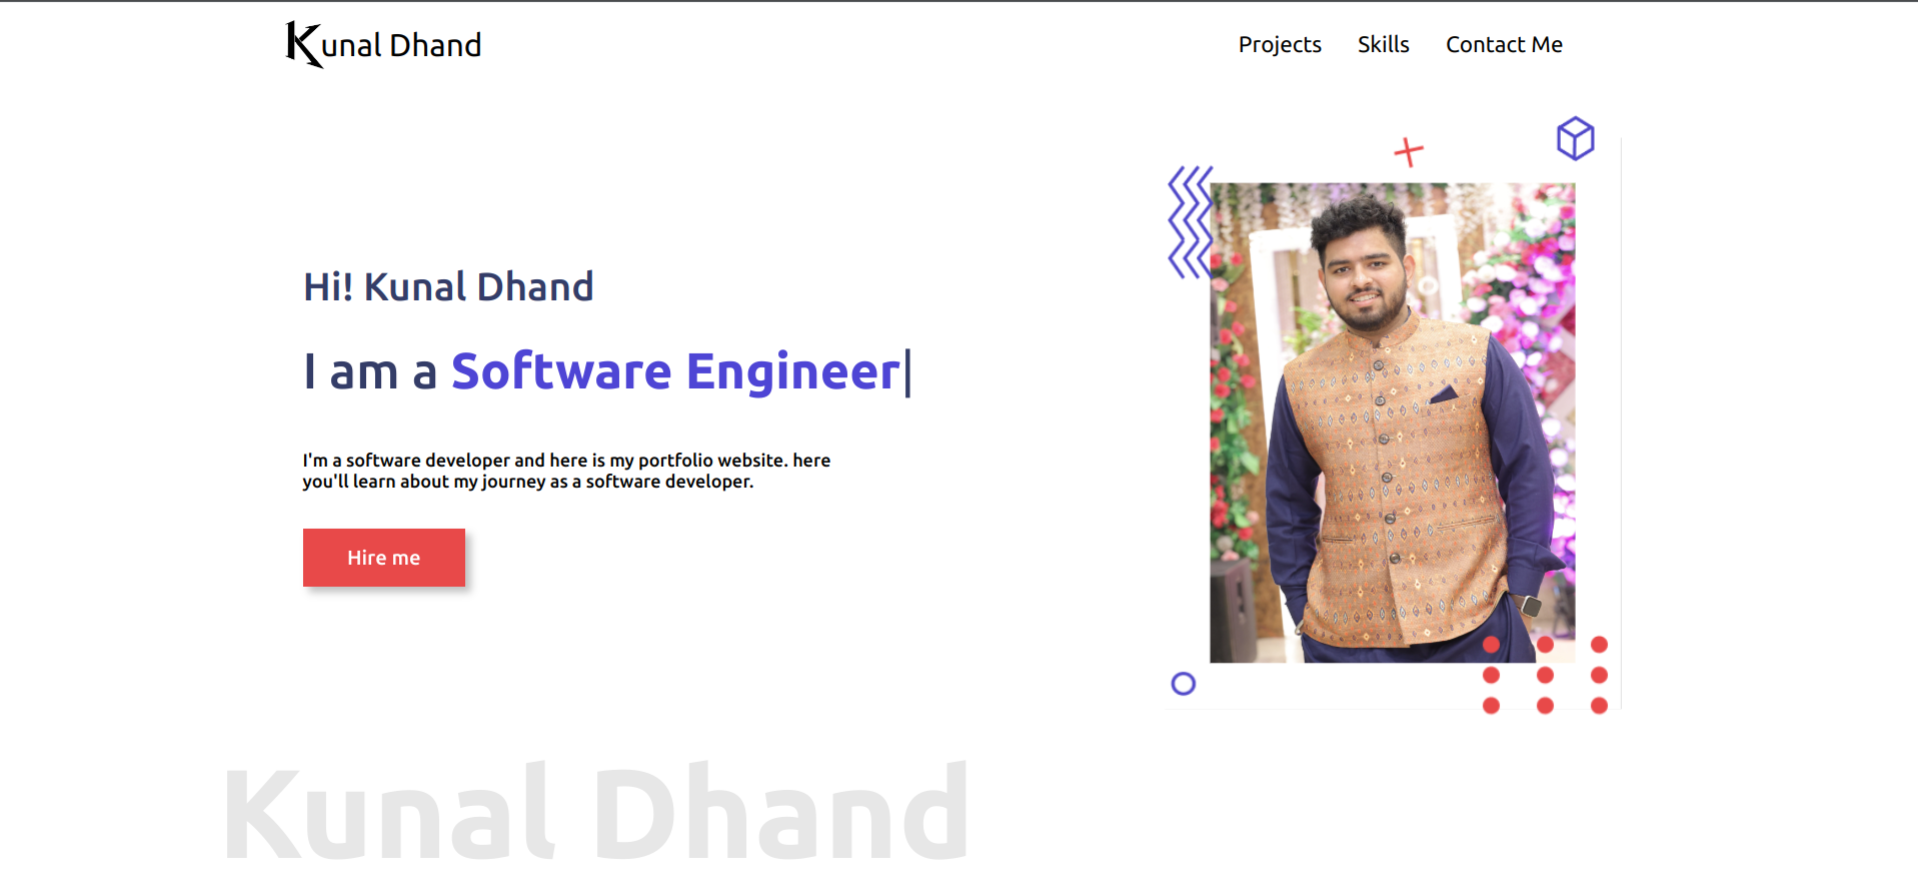 Kunal Dhand
Projects Skills Contact Me
Hi! Kunal Dhand
I am a Software Engineer|
I'm a software developer and here is my portfolio website. here
you'll learn about my journey as a software developer.
Hire me
Kunal Dhand